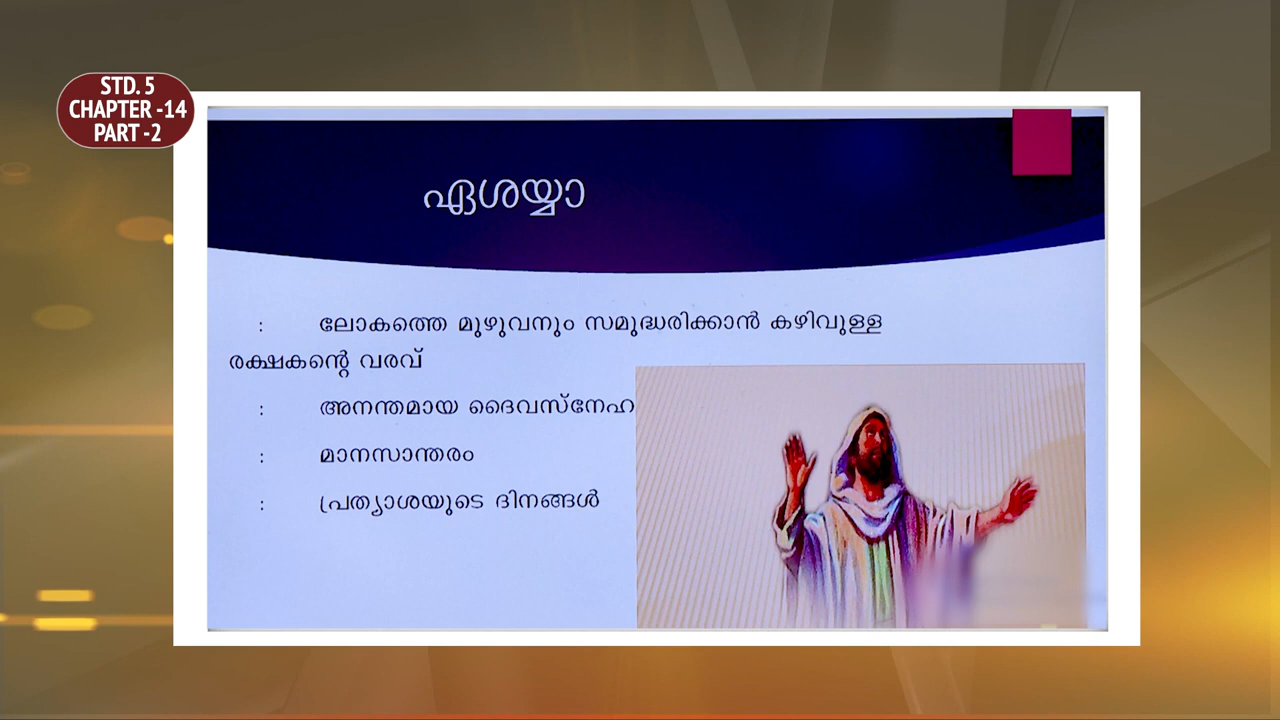 STD. 5
CHAPTER -14
PART -2
ഏശയ്യാ
: ലോകത്തെ മുഴുവനും സമുദ്ധരിക്കാൻ കഴിവുള്ള
രക്ഷകന്റെ വരവ്
: അനന്തമായ ദൈവസ്നേഹ
: മാനസാന്തരം
: പ്രത്യാശയുടെ ദിനങ്ങൾ